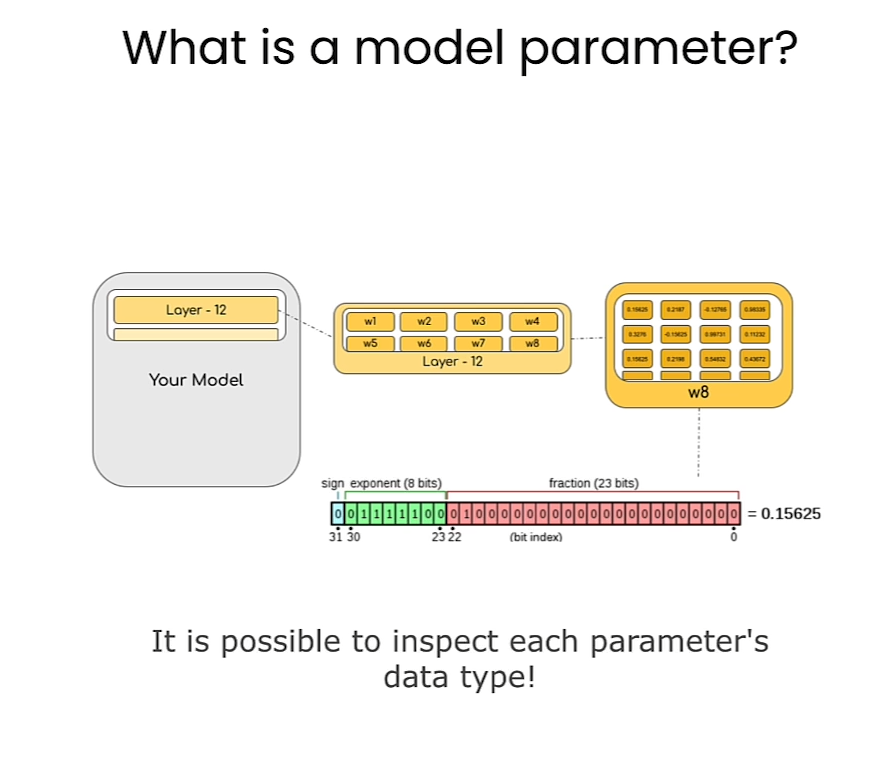 What is a model parameter?
Layer - 12
Your Model
w1 w2 w3 w4
w5 w6 w7 w8
Layer - 12
0.15625 0.2167 -0.12766
0.3276 -0.15625 0.99731 0.11232
0.15625 0.2198 0.54832 0.43672
w8
sign exponent (8 bits) fraction (23 bits)
0 0 1 1 1 1 1 0 0 0 1 0 0 0 0 0 0 0 0 0 0 0 0 0 0 0 0 0 0 0 0 0 = 0.15625
31 30 23 22 (bit index) 0
It is possible to inspect each parameter's
data type!